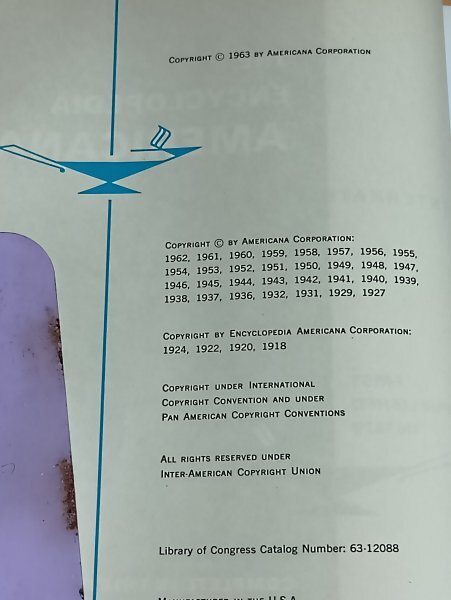 COPYRIGHT © 1963 BY AMERICANA CORPORATION
COPYRIGHT © BY AMERICANA CORPORATION:
1962, 1961, 1960, 1959, 1958, 1957, 1956, 1955,
1954, 1953, 1952, 1951, 1950, 1949, 1948, 1947,
1946, 1945, 1944, 1943, 1942, 1941, 1940, 1939,
1938, 1937, 1936, 1932, 1931, 1929, 1927
COPYRIGHT BY ENCYCLOPEDIA AMERICANA CORPORATION:
1924, 1922, 1920, 1918
COPYRIGHT UNDER INTERNATIONAL
COPYRIGHT CONVENTION AND UNDER
PAN AMERICAN COPYRIGHT CONVENTIONS
ALL RIGHTS RESERVED UNDER
INTER-AMERICAN COPYRIGHT UNION
Library of Congress Catalog Number: 63-12088
MANUFACTURED IN THE U.S.A.